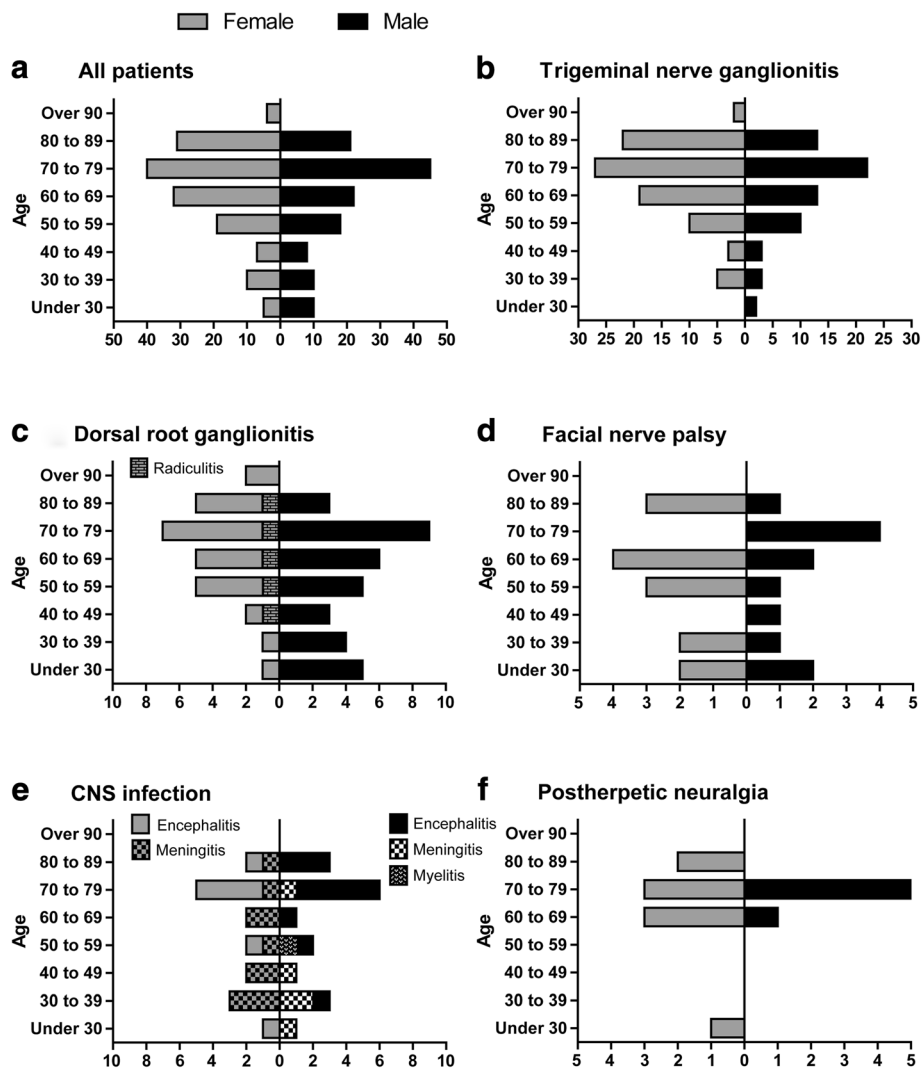 Female Male
a All patients
Over 90
80 to 89
70 to 79
60 to 69
50 to 59
40 to 49
30 to 39
Under 30
Age
50 40 30 20 10 0 10 20 30 40 50
b Trigeminal nerve ganglionitis
Over 90
80 to 89
70 to 79
60 to 69
50 to 59
40 to 49
30 to 39
Under 30
Age
30 25 20 15 10 5 0 5 10 15 20 25 30
c Dorsal root ganglionitis
Radiculitis
Over 90
80 to 89
70 to 79
60 to 69
50 to 59
40 to 49
30 to 39
Under 30
Age
10 8 6 4 2 0 2 4 6 8 10
d Facial nerve palsy
Over 90
80 to 89
70 to 79
60 to 69
50 to 59
40 to 49
30 to 39
Under 30
Age
5 4 3 2 1 0 1 2 3 4 5
e CNS infection
Encephalitis
Meningitis
Encephalitis
Meningitis
Myelitis
Over 90
80 to 89
70 to 79
60 to 69
50 to 59
40 to 49
30 to 39
Under 30
Age
10 8 6 4 2 0 2 4 6 8 10
f Postherpetic neuralgia
Over 90
80 to 89
70 to 79
60 to 69
50 to 59
40 to 49
30 to 39
Under 30
Age
5 4 3 2 1 0 1 2 3 4 5